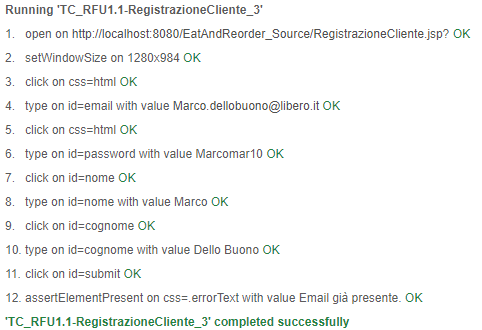 Running 'TC_RFU1.1-RegistrazioneCliente_3'
1. open on http://localhost:8080/EatAndReorder_Source/RegistrazioneCliente.jsp? OK
2. setWindowSize on 1280x984 OK
3. click on css=html OK
4. type on id=email with value Marco.dellobuono@libero.it OK
5. click on css=html OK
6. type on id=password with value Marcomar10 OK
7. click on id=nome OK
8. type on id=nome with value Marco OK
9. click on id=cognome OK
10. type on id=cognome with value Dello Buono OK
11. click on id=submit OK
12. assertElementPresent on css=.errorText with value Email già presente. OK
'TC_RFU1.1-RegistrazioneCliente_3' completed successfully